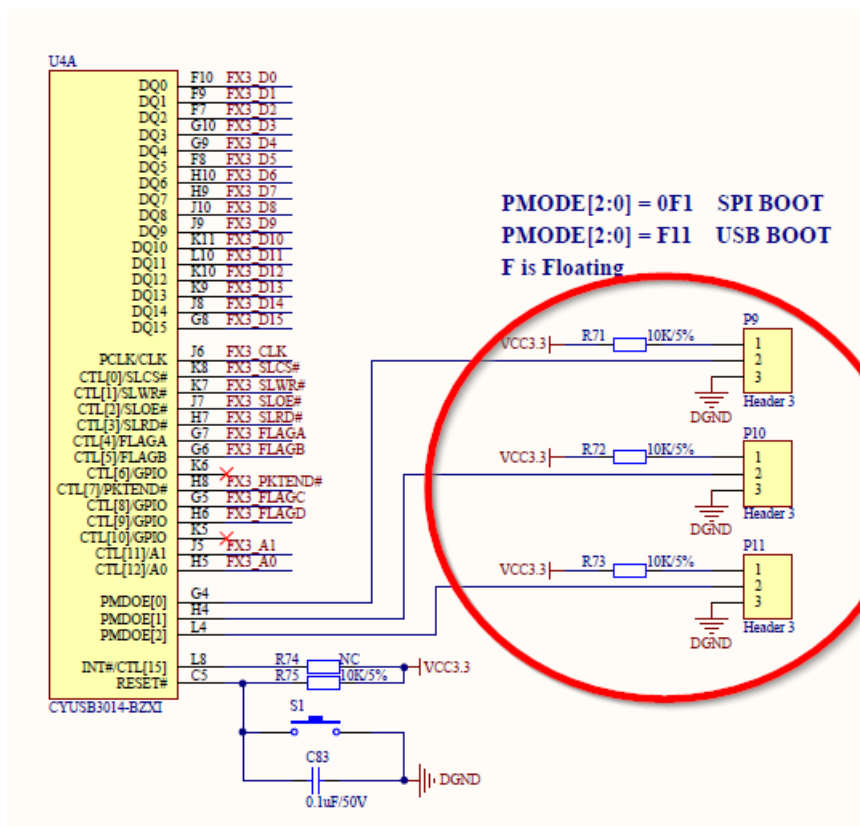 U4A
DQ0 F10 FX3_D0
DQ1 F9 FX3_D1
DQ2 F7 FX3_D2
DQ3 G10 FX3_D3
DQ4 G9 FX3_D4
DQ5 F8 FX3_D5
DQ6 H10 FX3_D6
DQ7 H9 FX3_D7
DQ8 J10 FX3_D8
DQ9 J9 FX3_D9
DQ10 K11 FX3_D10
DQ11 L10 FX3_D11
DQ12 K10 FX3_D12
DQ13 K9 FX3_D13
DQ14 J8 FX3_D14
DQ15 G8 FX3_D15
PCLK/CLK J6 FX3_CLK
CTL[0]/SLCS# K8 FX3_SLCS#
CTL[1]/SLWR# K7 FX3_SLWR#
CTL[2]/SLOE# J7 FX3_SLOE#
CTL[3]/SLRD# H7 FX3_SLRD#
CTL[4]/FLAGA G7 FX3_FLAGA
CTL[5]/FLAGB G6 FX3_FLAGB
CTL[6]/GPIO K6
CTL[7]/PKTEND# H8 FX3_PKTEND#
CTL[8]/GPIO G5 FX3_FLAGC
CTL[9]/GPIO H6 FX3_FLAGD
CTL[10]/GPIO K5
CTL[11]/A1 J5 FX3_A1
CTL[12]/A0 H5 FX3_A0
PMDOE[0] G4
PMDOE[1] H4
PMDOE[2] L4
INT#/CTL[15] L8 R74 NC
RESET# C5 R75 10K/5%
VCC3.3
CYUSB3014-BZXI
S1
C83
0.1uF/50V
DGND
PMODE[2:0] = 0F1 SPI BOOT
PMODE[2:0] = F11 USB BOOT
F is Floating
P9
VCC3.3 R71 10K/5% 1
2
3
DGND
Header 3
P10
VCC3.3 R72 10K/5% 1
2
3
DGND
Header 3
P11
VCC3.3 R73 10K/5% 1
2
3
DGND
Header 3